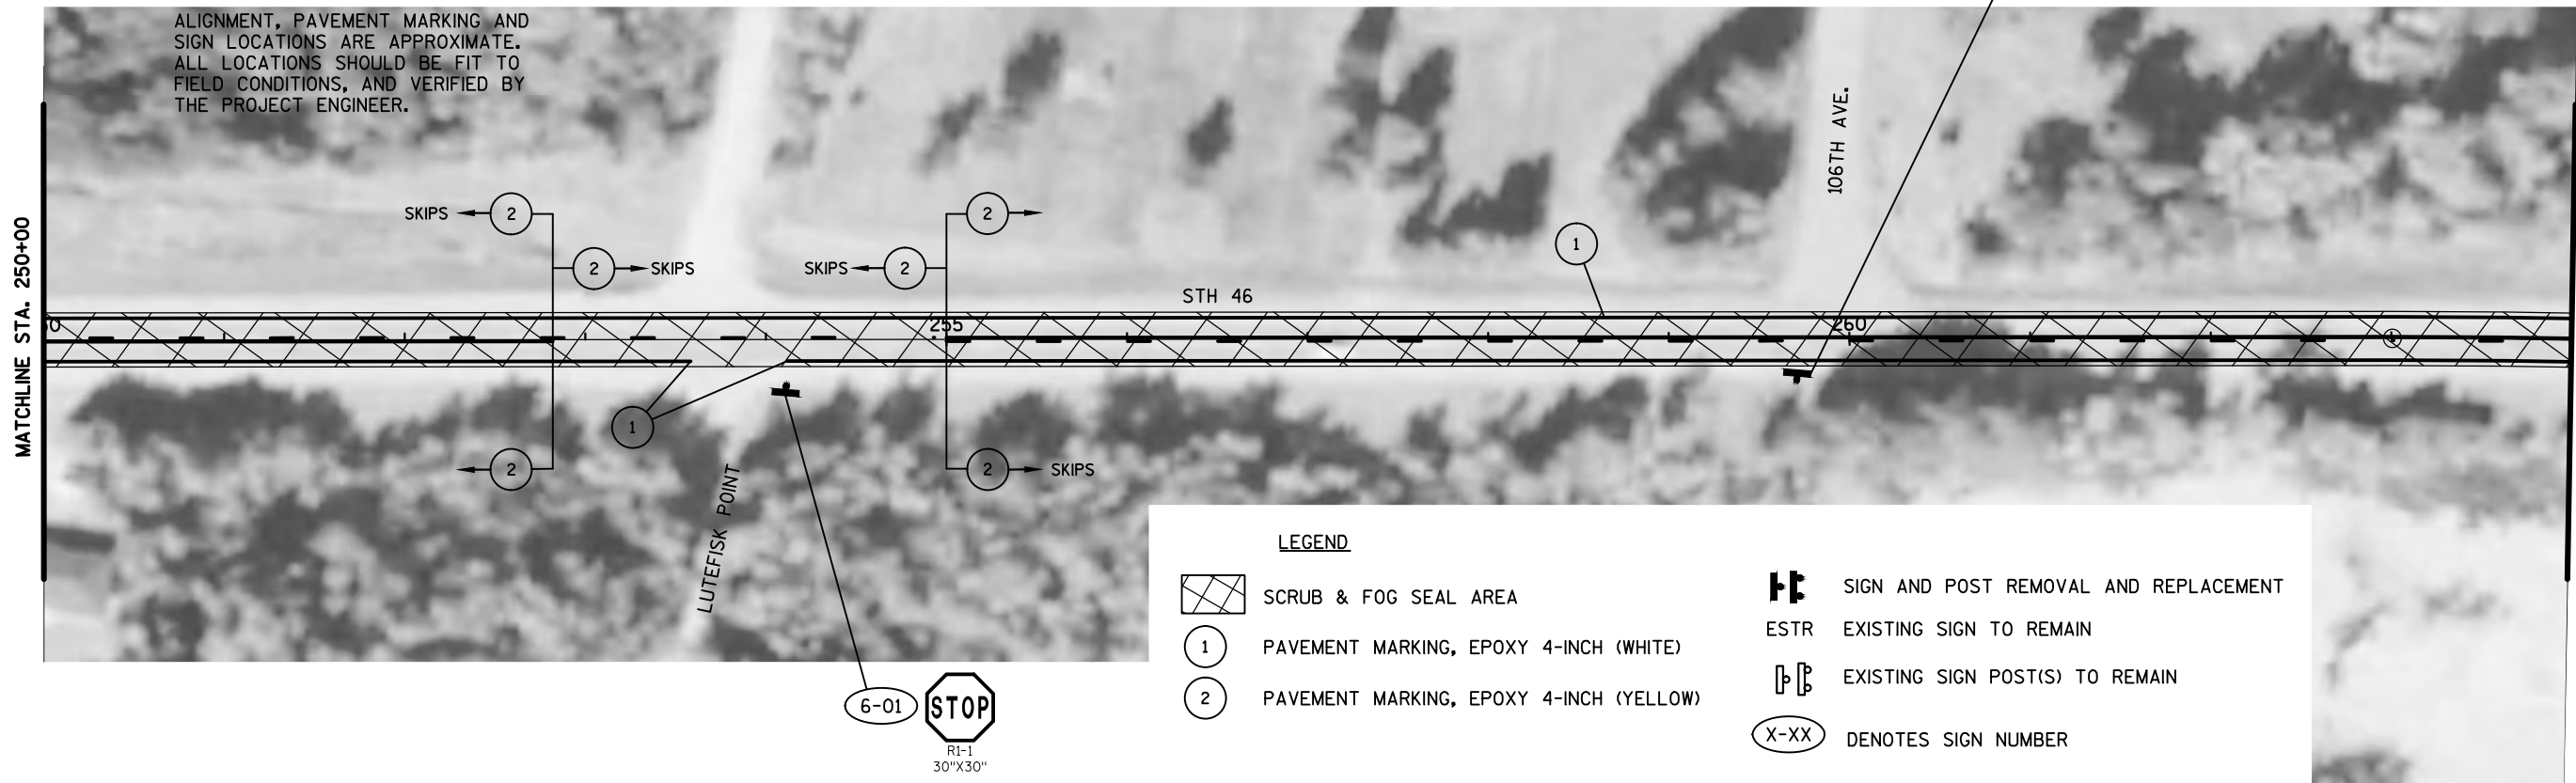 ALIGNMENT, PAVEMENT MARKING AND
SIGN LOCATIONS ARE APPROXIMATE.
ALL LOCATIONS SHOULD BE FIT TO
FIELD CONDITIONS, AND VERIFIED BY
THE PROJECT ENGINEER.
MATCHLINE STA. 250+00
SKIPS 2
2 SKIPS
2
SKIPS 2
2
2 SKIPS
1
1
STH 46
106TH AVE.
LUTEFISK POINT
255
260
6-01
STOP
R1-1
30"X30"
LEGEND
SCRUB & FOG SEAL AREA
1 PAVEMENT MARKING, EPOXY 4-INCH (WHITE)
2 PAVEMENT MARKING, EPOXY 4-INCH (YELLOW)
SIGN AND POST REMOVAL AND REPLACEMENT
ESTR EXISTING SIGN TO REMAIN
EXISTING SIGN POST(S) TO REMAIN
X-XX DENOTES SIGN NUMBER